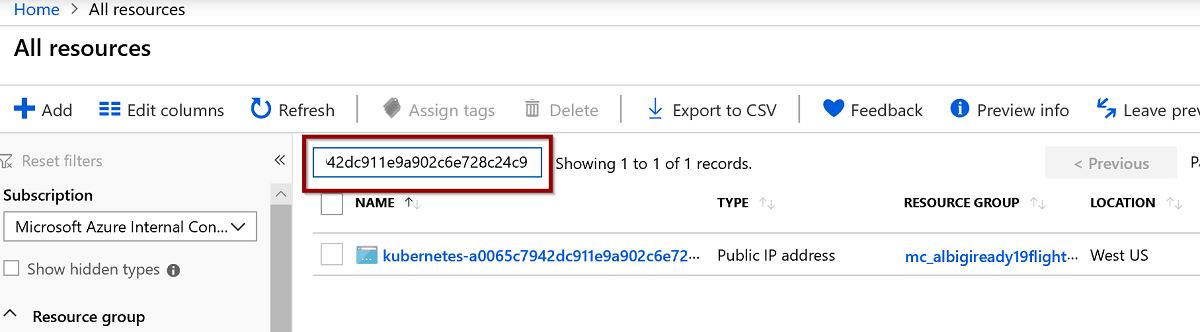 Home > All resources
All resources
Add Edit columns Refresh Assign tags Delete Export to CSV Feedback Preview info Leave prev
Reset filters
42dc911e9a902c6e728c24c9 Showing 1 to 1 of 1 records. < Previous
Subscription
NAME TYPE RESOURCE GROUP LOCATION
Microsoft Azure Internal Con...
kubernetes-a0065c7942dc911e9a902c6e72... Public IP address mc_albigiready19flight... West US
Show hidden types
Resource group